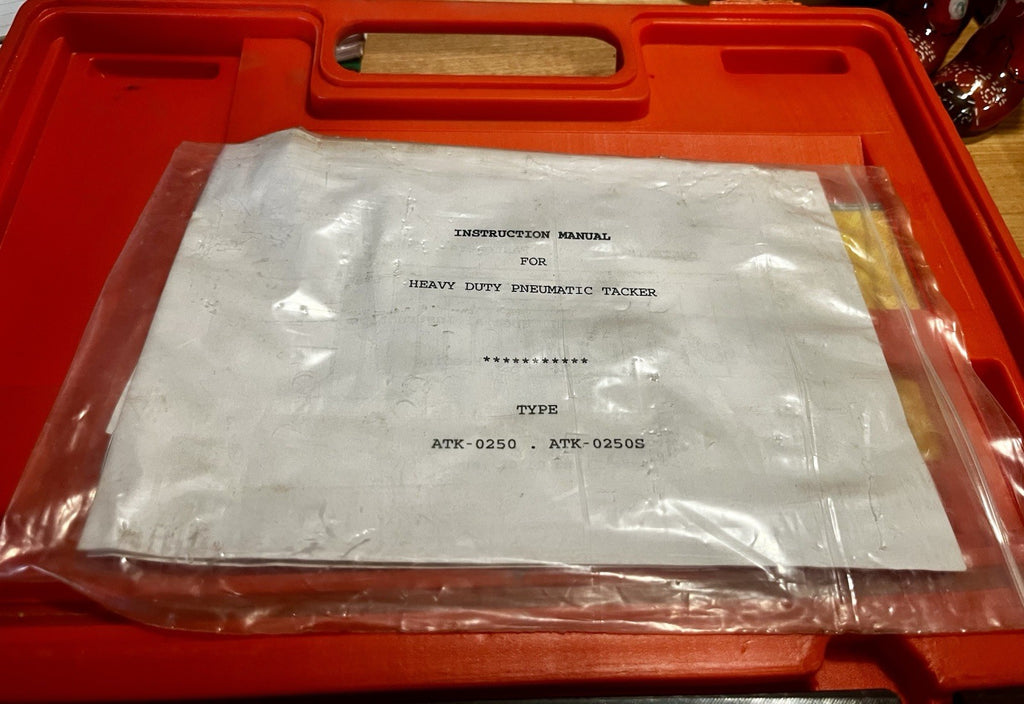 INSTRUCTION MANUAL
FOR
HEAVY DUTY PNEUMATIC TACKER
***********
TYPE
ATK-0250 . ATK-0250S